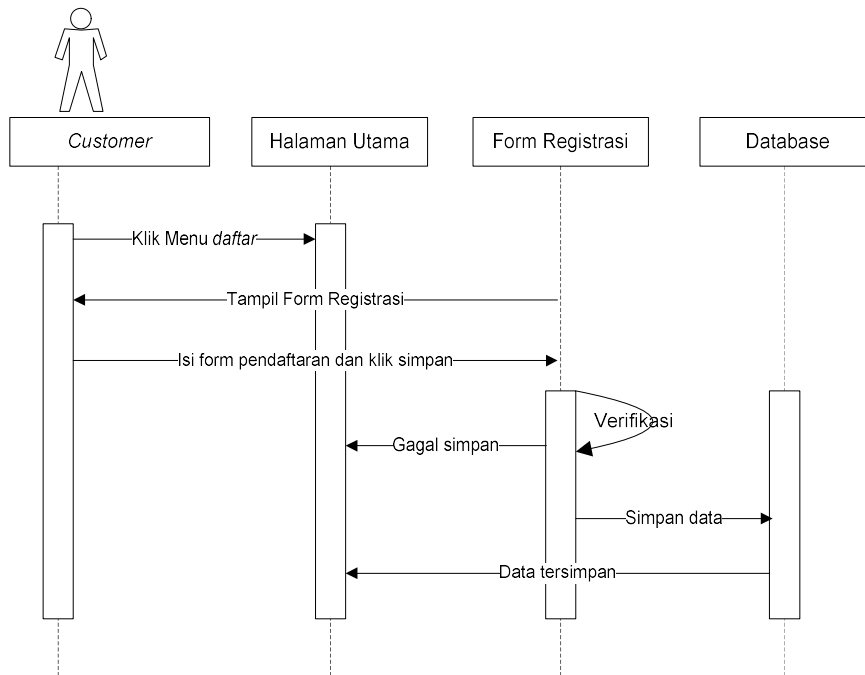 Customer
Halaman Utama
Form Registrasi
Database
Klik Menu daftar
Tampil Form Registrasi
Isi form pendaftaran dan klik simpan
Verifikasi
Gagal simpan
Simpan data
Data tersimpan